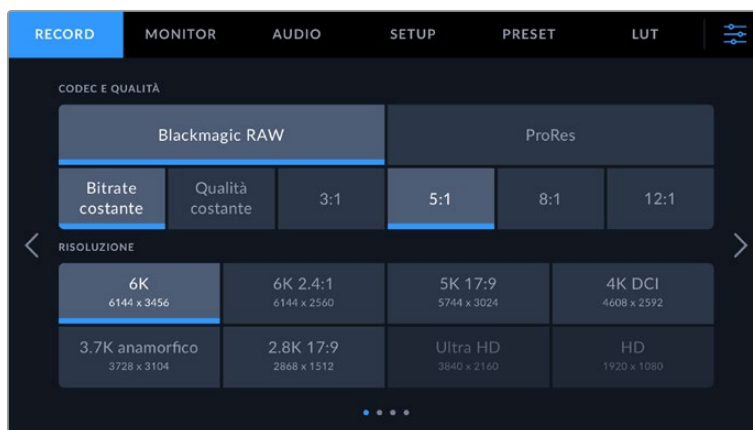 RECORD MONITOR AUDIO SETUP PRESET LUT
CODEC E QUALITÀ
Blackmagic RAW ProRes
Bitrate costante Qualità costante 3:1 5:1 8:1 12:1
RISOLUZIONE
6K 6K 2.4:1 5K 17:9 4K DCI
6144 x 3456 6144 x 2560 5744 x 3024 4608 x 2592
3.7K anamorfico 2.8K 17:9 Ultra HD HD
3728 x 3104 2868 x 1512 3840 x 2160 1920 x 1080